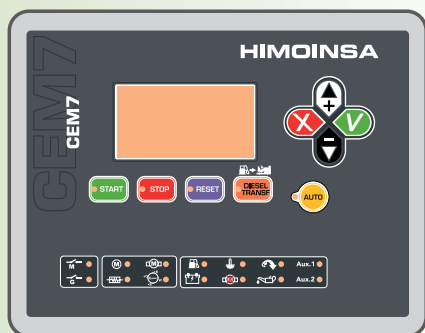 HIMOINSA
CEM7
CEM7
+
X
V
-
START
STOP
RESET
DIESEL TRANSF
AUTO
M
M
M
Aux.1
G
M
Aux.2